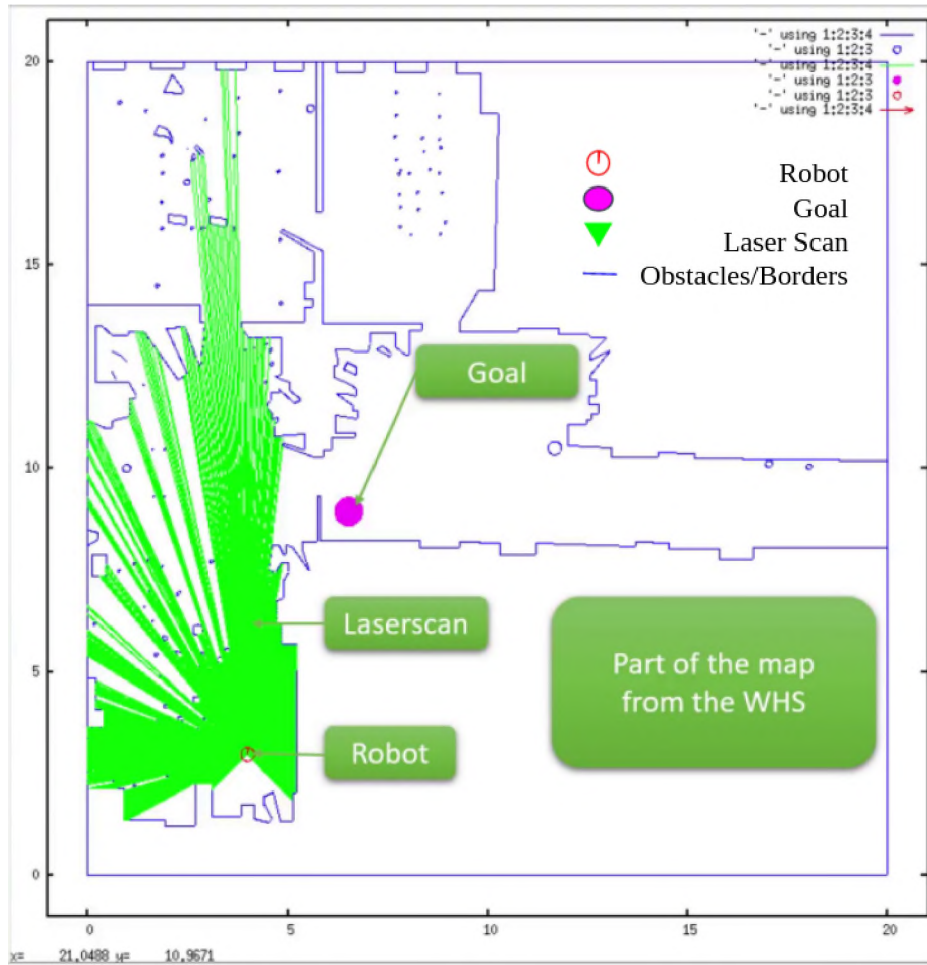 '-' using 1:2:3:4
'-' using 1:2:3
'-' using 1:2:3:4
'-' using 1:2:3
'-' using 1:2:3
'-' using 1:2:3:4
20
Robot
Goal
Laser Scan
15
Obstacles/Borders
Goal
10
Laserscan
Part of the map
from the WHS
5
Robot
0
0 5 10 15 20
x= 21,0488 y= 10,9671